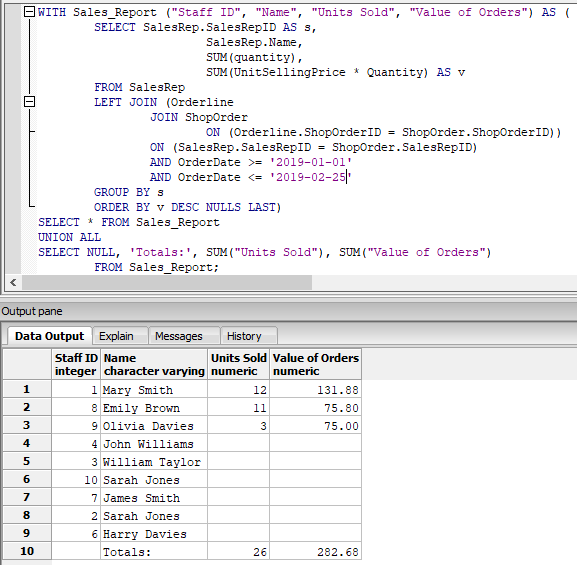 WITH Sales_Report ("Staff ID", "Name", "Units Sold", "Value of Orders") AS (
SELECT SalesRep.SalesRepID AS s,
SalesRep.Name,
SUM(quantity),
SUM(UnitSellingPrice * Quantity) AS v
FROM SalesRep
LEFT JOIN (Orderline
JOIN ShopOrder
ON (Orderline.ShopOrderID = ShopOrder.ShopOrderID))
ON (SalesRep.SalesRepID = ShopOrder.SalesRepID)
AND OrderDate >= '2019-01-01'
AND OrderDate <= '2019-02-25'
GROUP BY s
ORDER BY v DESC NULLS LAST)
SELECT * FROM Sales_Report
UNION ALL
SELECT NULL, 'Totals:', SUM("Units Sold"), SUM("Value of Orders")
FROM Sales_Report;
Output pane
Data Output Explain Messages History
Staff ID Name Units Sold Value of Orders
integer character varying numeric numeric
1 1 Mary Smith 12 131.88
2 8 Emily Brown 11 75.80
3 9 Olivia Davies 3 75.00
4 4 John Williams
5 3 William Taylor
6 10 Sarah Jones
7 7 James Smith
8 2 Sarah Jones
9 6 Harry Davies
10 Totals: 26 282.68